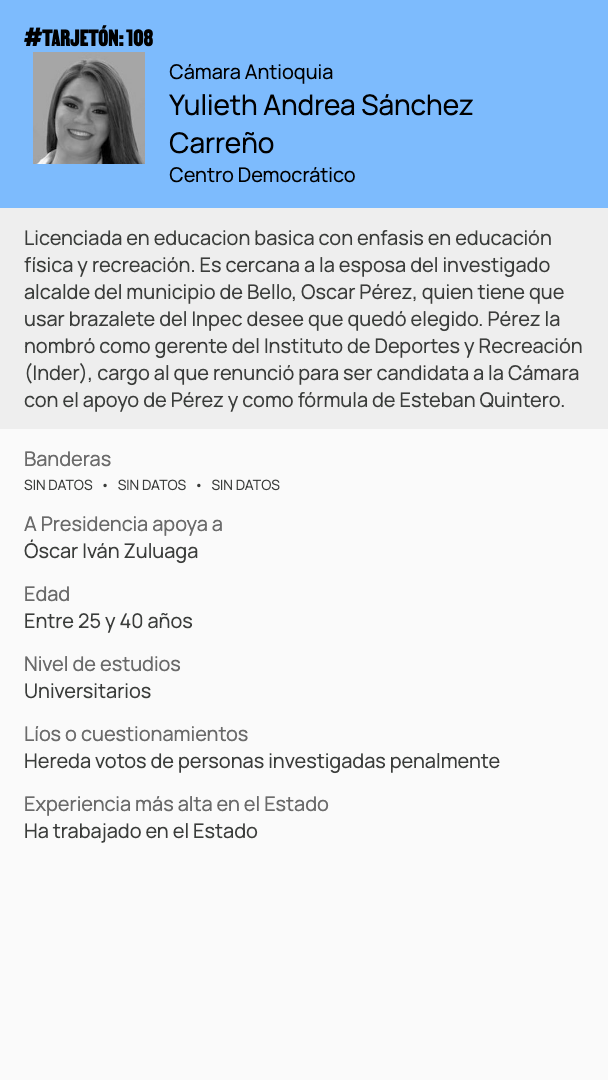 #TARJETÓN: 108
Cámara Antioquia
Yulieth Andrea Sánchez
Carreño
Centro Democrático
Licenciada en educacion basica con enfasis en educación
física y recreación. Es cercana a la esposa del investigado
alcalde del municipio de Bello, Oscar Pérez, quien tiene que
usar brazalete del Inpec desee que quedó elegido. Pérez la
nombró como gerente del Instituto de Deportes y Recreación
(Inder), cargo al que renunció para ser candidata a la Cámara
con el apoyo de Pérez y como fórmula de Esteban Quintero.
Banderas
SIN DATOS • SIN DATOS • SIN DATOS
A Presidencia apoya a
Óscar Iván Zuluaga
Edad
Entre 25 y 40 años
Nivel de estudios
Universitarios
Líos o cuestionamientos
Hereda votos de personas investigadas penalmente
Experiencia más alta en el Estado
Ha trabajado en el Estado